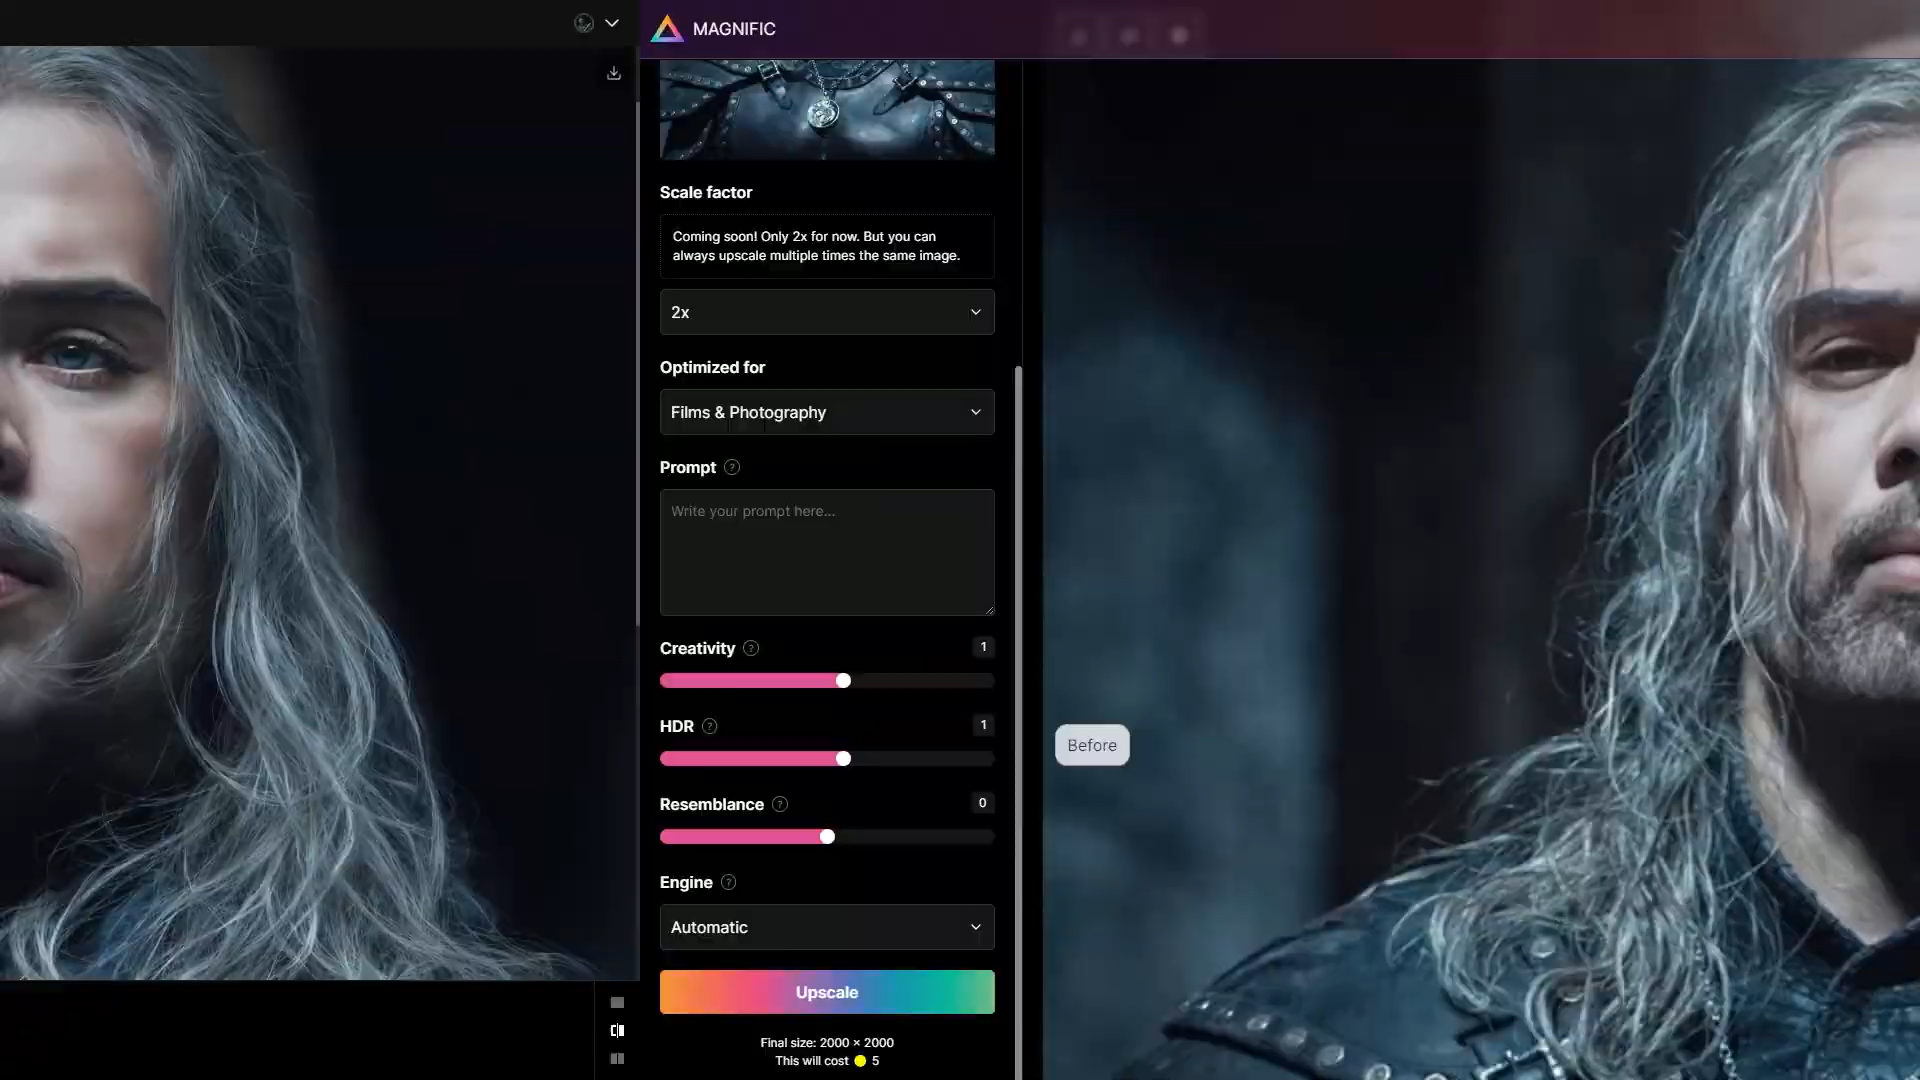 MAGNIFIC
Scale factor
Coming soon! Only 2x for now. But you can
always upscale multiple times the same image.
2x
Optimized for
Films & Photography
Prompt ?
Write your prompt here...
Creativity ? 1
HDR ? 1
Resemblance ? 0
Engine ?
Automatic
Upscale
Final size: 2000 × 2000
This will cost 5
Before